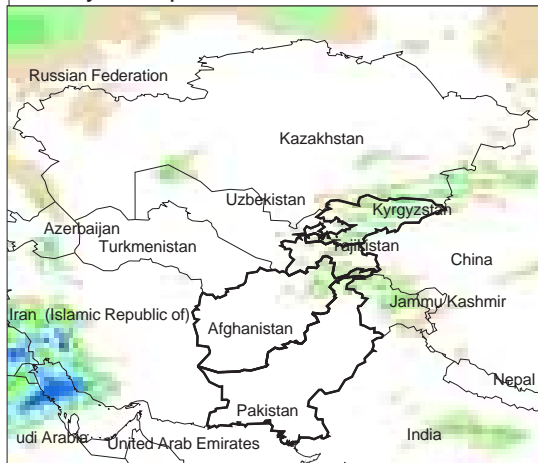 Russian Federation
Kazakhstan
Uzbekistan
Kyrgyzstan
Azerbaijan
Turkmenistan
Tajikistan
China
Jammu Kashmir
Iran (Islamic Republic of)
Afghanistan
Nepal
Pakistan
udi Arabia
United Arab Emirates
India